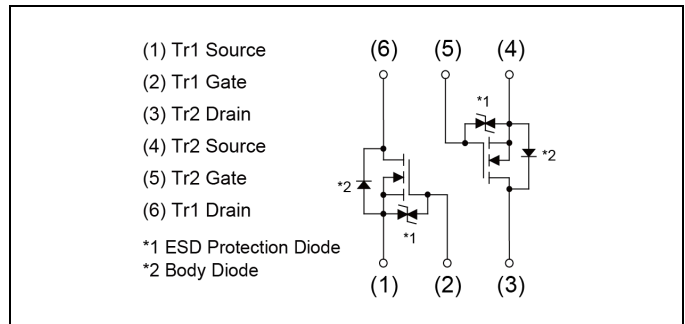 (1) Tr1 Source
(2) Tr1 Gate
(3) Tr2 Drain
(4) Tr2 Source
(5) Tr2 Gate
(6) Tr1 Drain
*1 ESD Protection Diode
*2 Body Diode
(6) (5) (4)
*1
*2
*2
*1
(1) (2) (3)